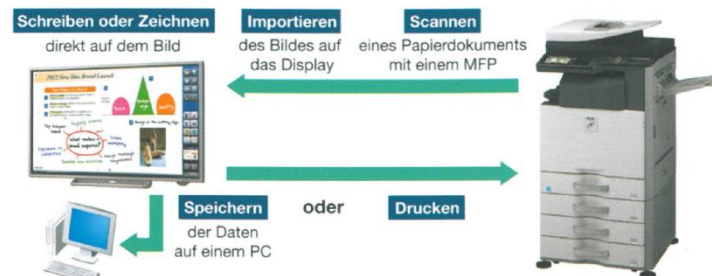 Schreiben oder Zeichnen
direkt auf dem Bild
Importieren
des Bildes auf
das Display
Scannen
eines Papierdokuments
mit einem MFP
Speichern
der Daten
auf einem PC
oder
Drucken